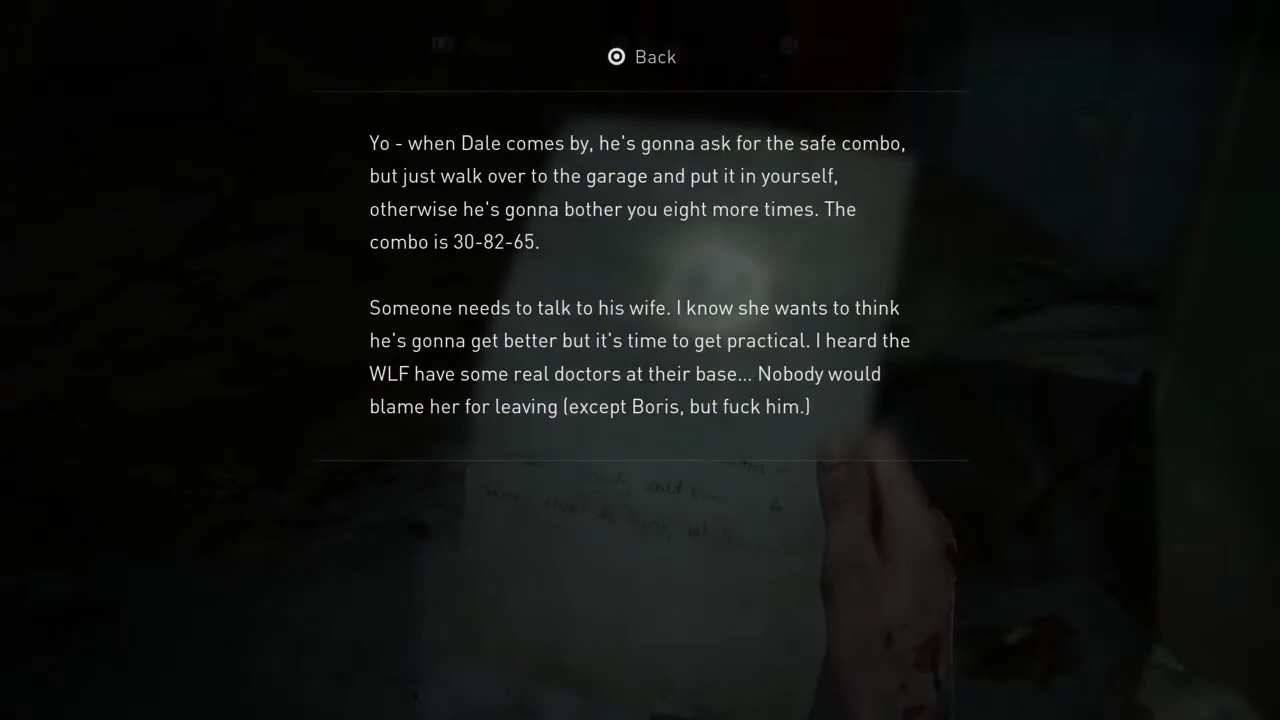 Back
Yo - when Dale comes by, he's gonna ask for the safe combo,
but just walk over to the garage and put it in yourself,
otherwise he's gonna bother you eight more times. The
combo is 30-82-65.
Someone needs to talk to his wife. I know she wants to think
he's gonna get better but it's time to get practical. I heard the
WLF have some real doctors at their base... Nobody would
blame her for leaving (except Boris, but fuck him.)